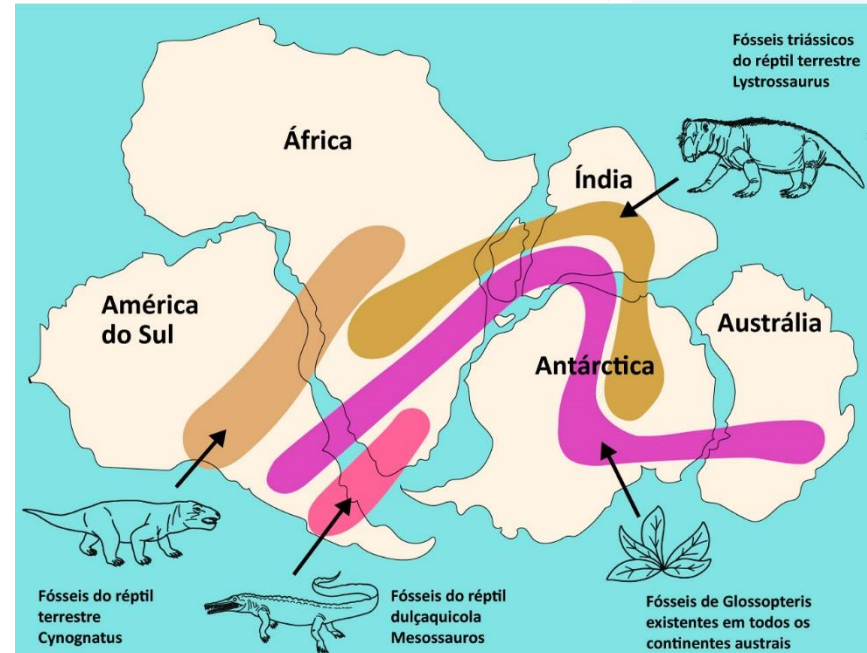 Fósseis triássicos
do réptil terrestre
Lystrossaurus
África
Índia
América
do Sul
Austrália
Antárctica
Fósseis do réptil
terrestre
Cynognatus
Fósseis do réptil
dulçaquicola
Mesossauros
Fósseis de Glossopteris
existentes em todos os
continentes austrais